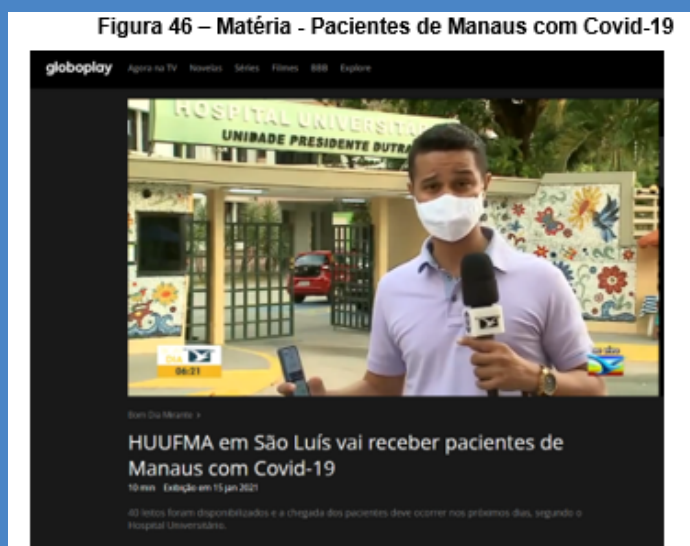 Figura 46 – Matéria - Pacientes de Manaus com Covid-19
globoplay Agora na TV Novelas Séries Filmes BBB Explore
HOSPITAL UNIVERSITÁ
UNIDADE PRESIDENTE DUTRA
DIA
06:21
Bom Dia Mirante >
HUUFMA em São Luís vai receber pacientes de
Manaus com Covid-19
10 min Exibição em 15 jan 2021
40 leitos foram disponibilizados e a chegada dos pacientes deve ocorrer nos próximos dias, segundo o
Hospital Universitário.